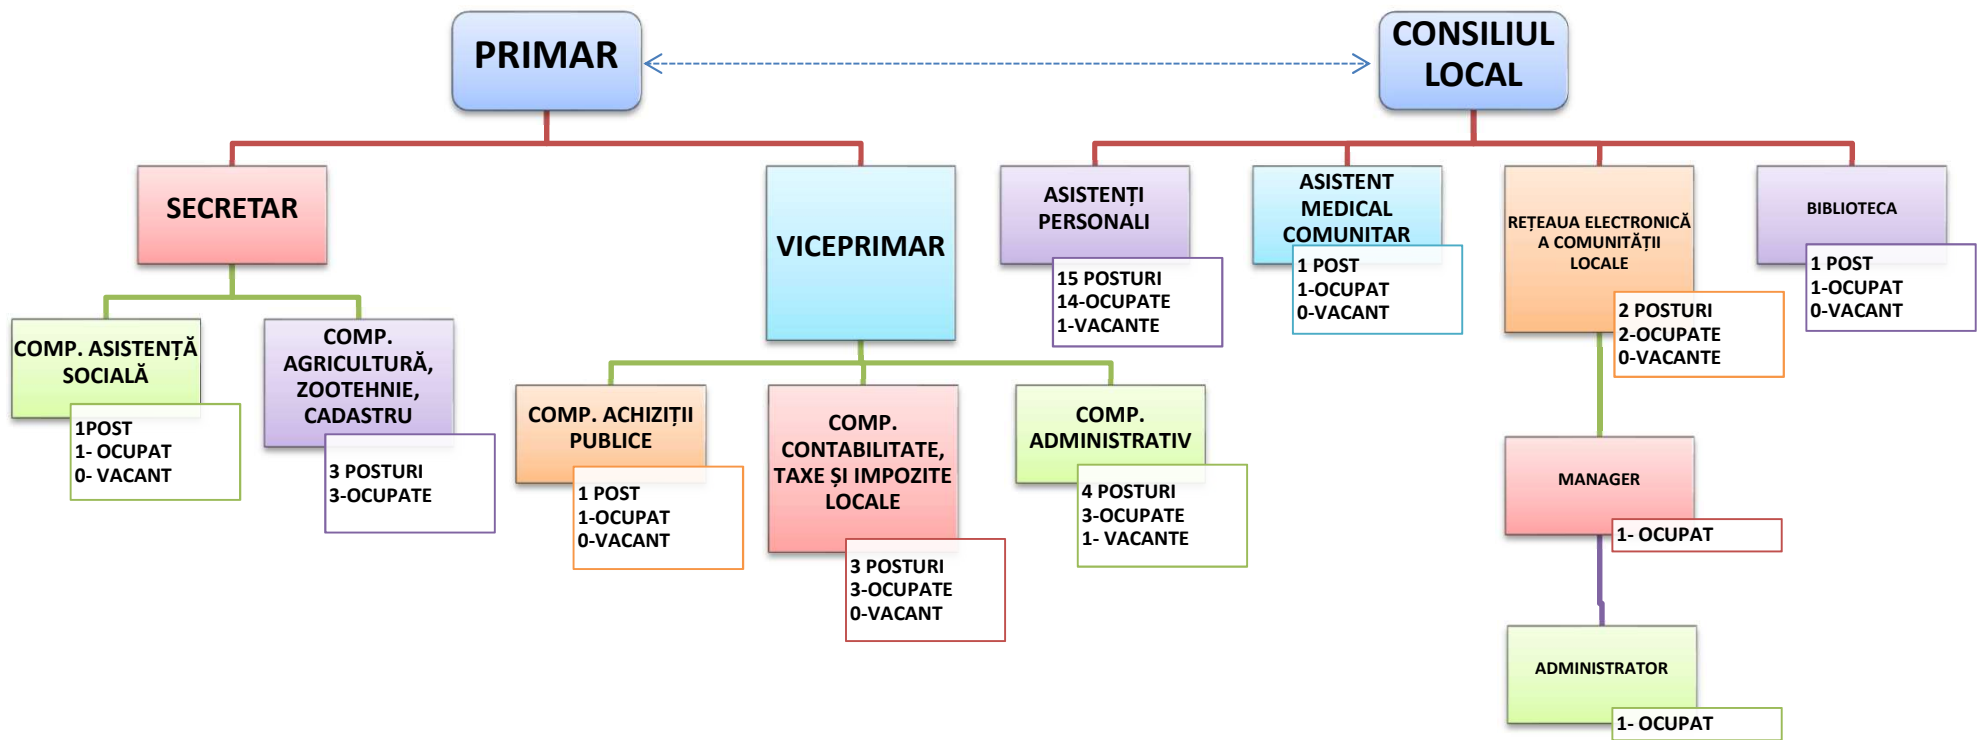 PRIMAR
CONSILIUL
LOCAL
SECRETAR
VICEPRIMAR
ASISTENȚI
PERSONALI
15 POSTURI
14-OCUPATE
1-VACANTE
ASISTENT
MEDICAL
COMUNITAR
1 POST
1-OCUPAT
0-VACANT
REȚEAUA ELECTRONICĂ
A COMUNITĂȚII
LOCALE
2 POSTURI
2-OCUPATE
0-VACANTE
BIBLIOTECA
1 POST
1-OCUPAT
0-VACANT
COMP. ASISTENȚĂ
SOCIALĂ
1POST
1- OCUPAT
0- VACANT
COMP.
AGRICULTURĂ,
ZOOTEHNIE,
CADASTRU
3 POSTURI
3-OCUPATE
COMP. ACHIZIȚII
PUBLICE
1 POST
1-OCUPAT
0-VACANT
COMP.
CONTABILITATE,
TAXE ȘI IMPOZITE
LOCALE
3 POSTURI
3-OCUPATE
0-VACANT
COMP.
ADMINISTRATIV
4 POSTURI
3-OCUPATE
1- VACANTE
MANAGER
1- OCUPAT
ADMINISTRATOR
1- OCUPAT